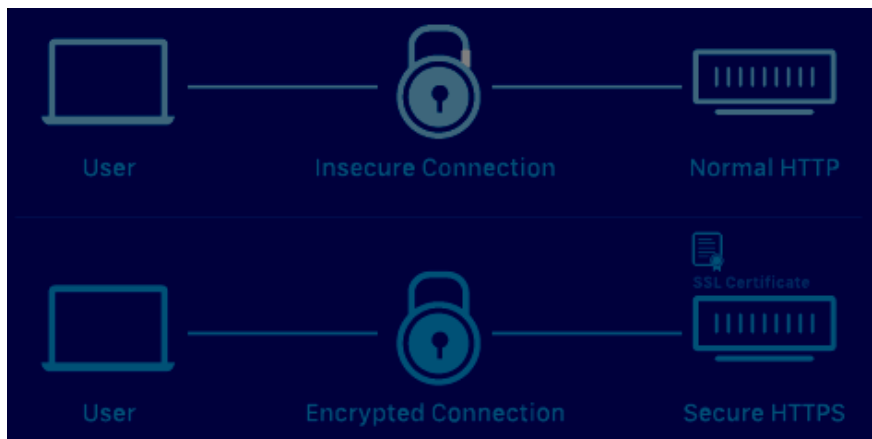 User
Insecure Connection
Normal HTTP
SSL Certificate
User
Encrypted Connection
Secure HTTPS